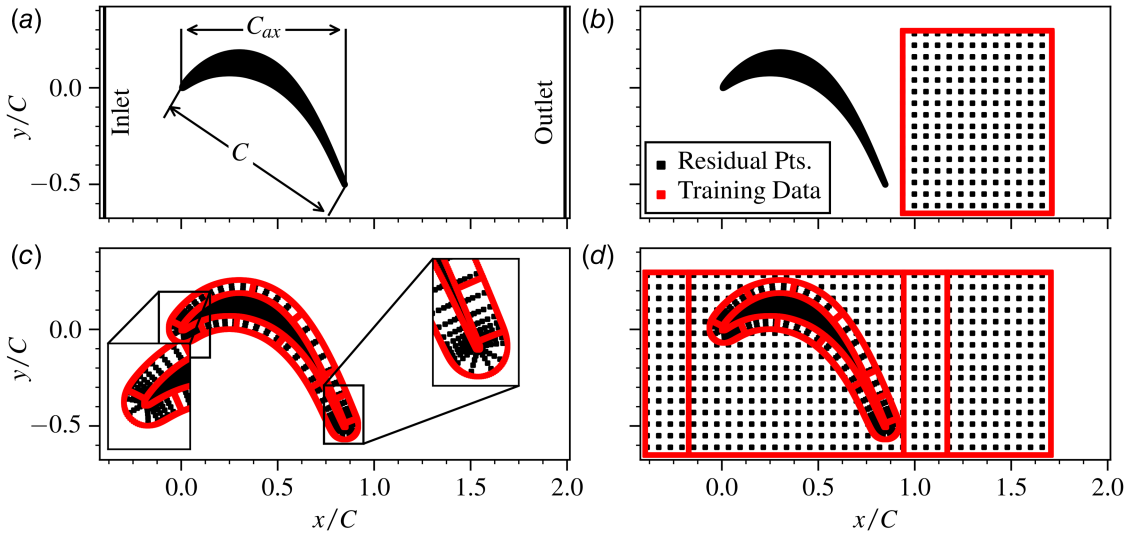 (a)
C_ax
0.0
−0.5
y/C
Inlet
C
Outlet
(b)
Residual Pts.
Training Data
(c)
0.0
−0.5
y/C
0.0 0.5 1.0 1.5 2.0
x/C
(d)
0.0 0.5 1.0 1.5 2.0
x/C